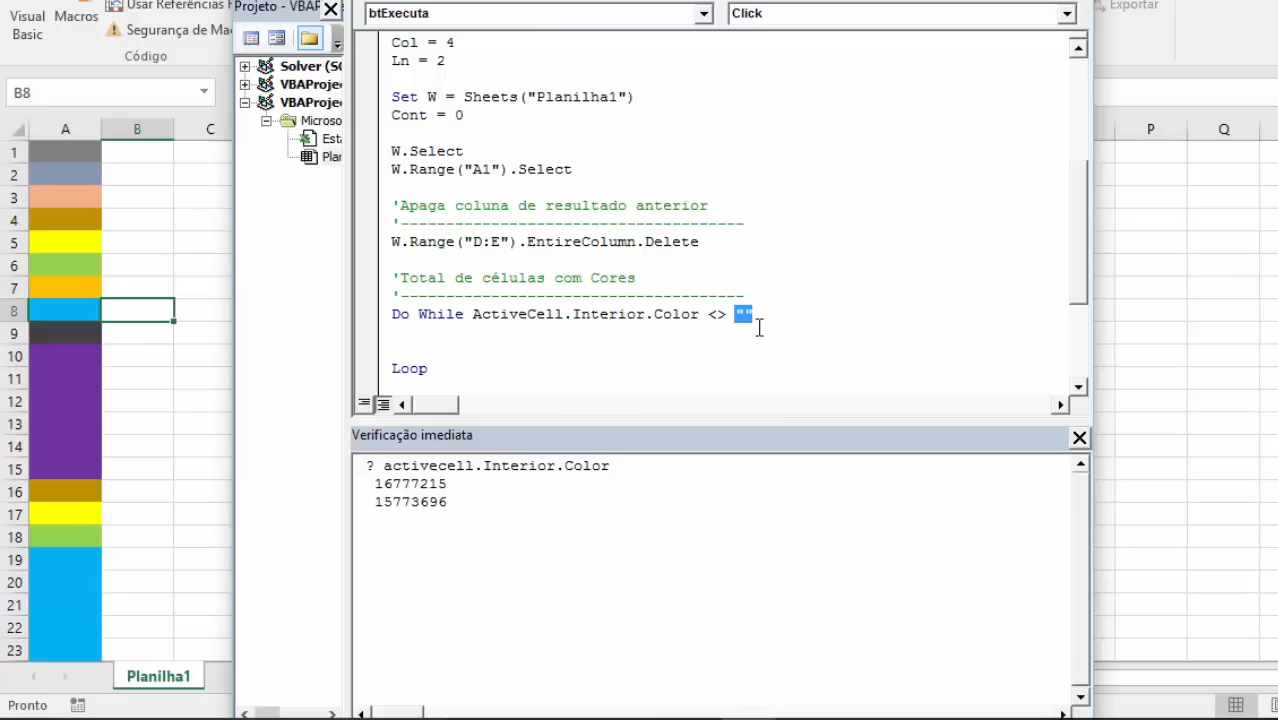 Visual
Basic
Macros
Usar Referências
Segurança de Ma
Código
Exportar
Projeto - VBAP
btExecuta
Click
Solver (SO
VBAProje
VBAProje
Microso
Esta
Plan
B8
A B C P Q
1
2
3
4
5
6
7
8
9
10
11
12
13
14
15
16
17
18
19
20
21
22
23
Col = 4
Ln = 2
Set W = Sheets("Planilha1")
Cont = 0
W.Select
W.Range("A1").Select
'Apaga coluna de resultado anterior
'--------------------------------------
W.Range("D:E").EntireColumn.Delete
'Total de células com Cores
'--------------------------------------
Do While ActiveCell.Interior.Color <> ""
Loop
Verificação imediata
? activecell.Interior.Color
16777215
15773696
Planilha1
Pronto